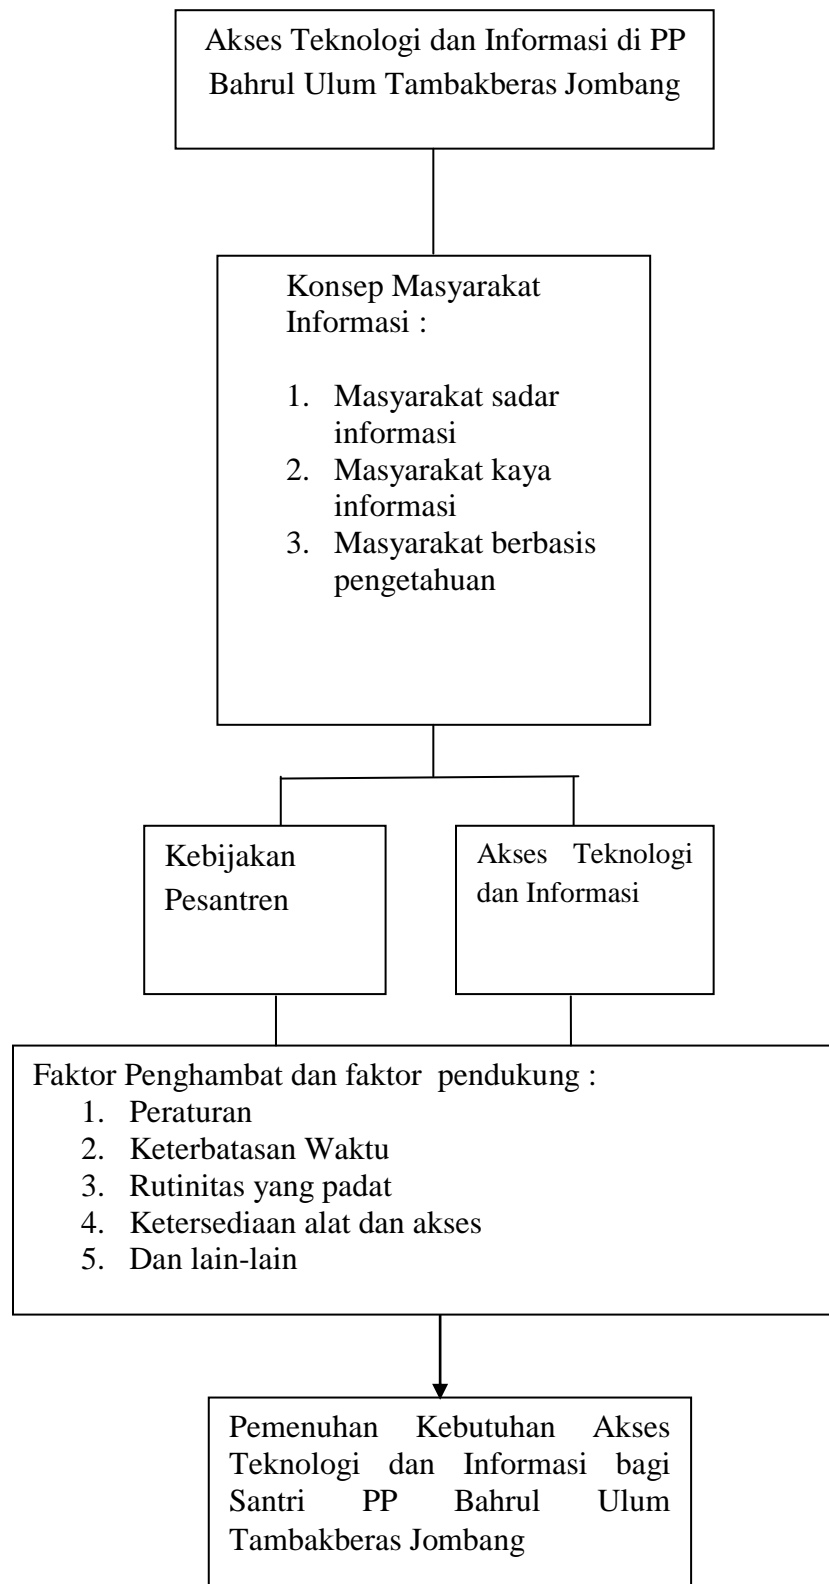 Akses Teknologi dan Informasi di PP
Bahrul Ulum Tambakberas Jombang
Konsep Masyarakat
Informasi :
1. Masyarakat sadar
informasi
2. Masyarakat kaya
informasi
3. Masyarakat berbasis
pengetahuan
Kebijakan
Pesantren
Akses Teknologi
dan Informasi
Faktor Penghambat dan faktor pendukung :
1. Peraturan
2. Keterbatasan Waktu
3. Rutinitas yang padat
4. Ketersediaan alat dan akses
5. Dan lain-lain
Pemenuhan Kebutuhan Akses
Teknologi dan Informasi bagi
Santri PP Bahrul Ulum
Tambakberas Jombang